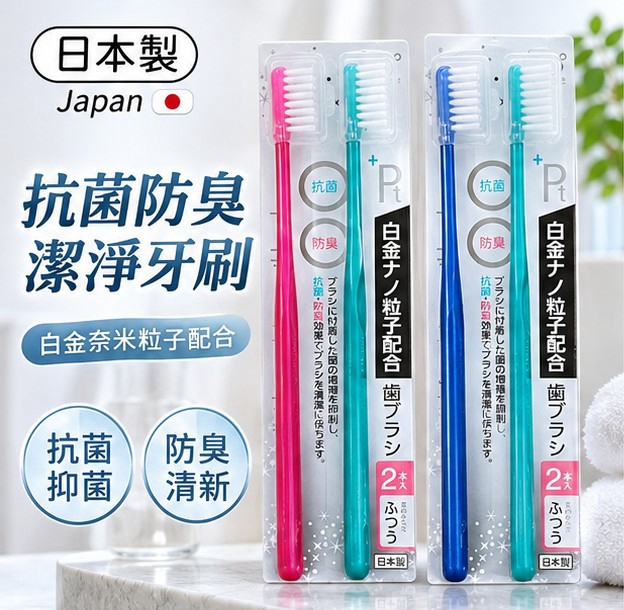 日本製
Japan
抗菌防臭
潔淨牙刷
白金奈米粒子配合
抗菌
抑菌
防臭
清新
抗菌
防臭
+Pt
白金ナノ粒子配合
歯ブラシ
ブラシに付着した菌の増殖を抑制し、
抗菌・防臭効果でブラシを清潔に保ちます。
2本入
ふつう
日本製
抗菌
防臭
+Pt
白金ナノ粒子配合
歯ブラシ
ブラシに付着した菌の増殖を抑制し、
抗菌・防臭効果でブラシを清潔に保ちます。
2本入
ふつう
日本製